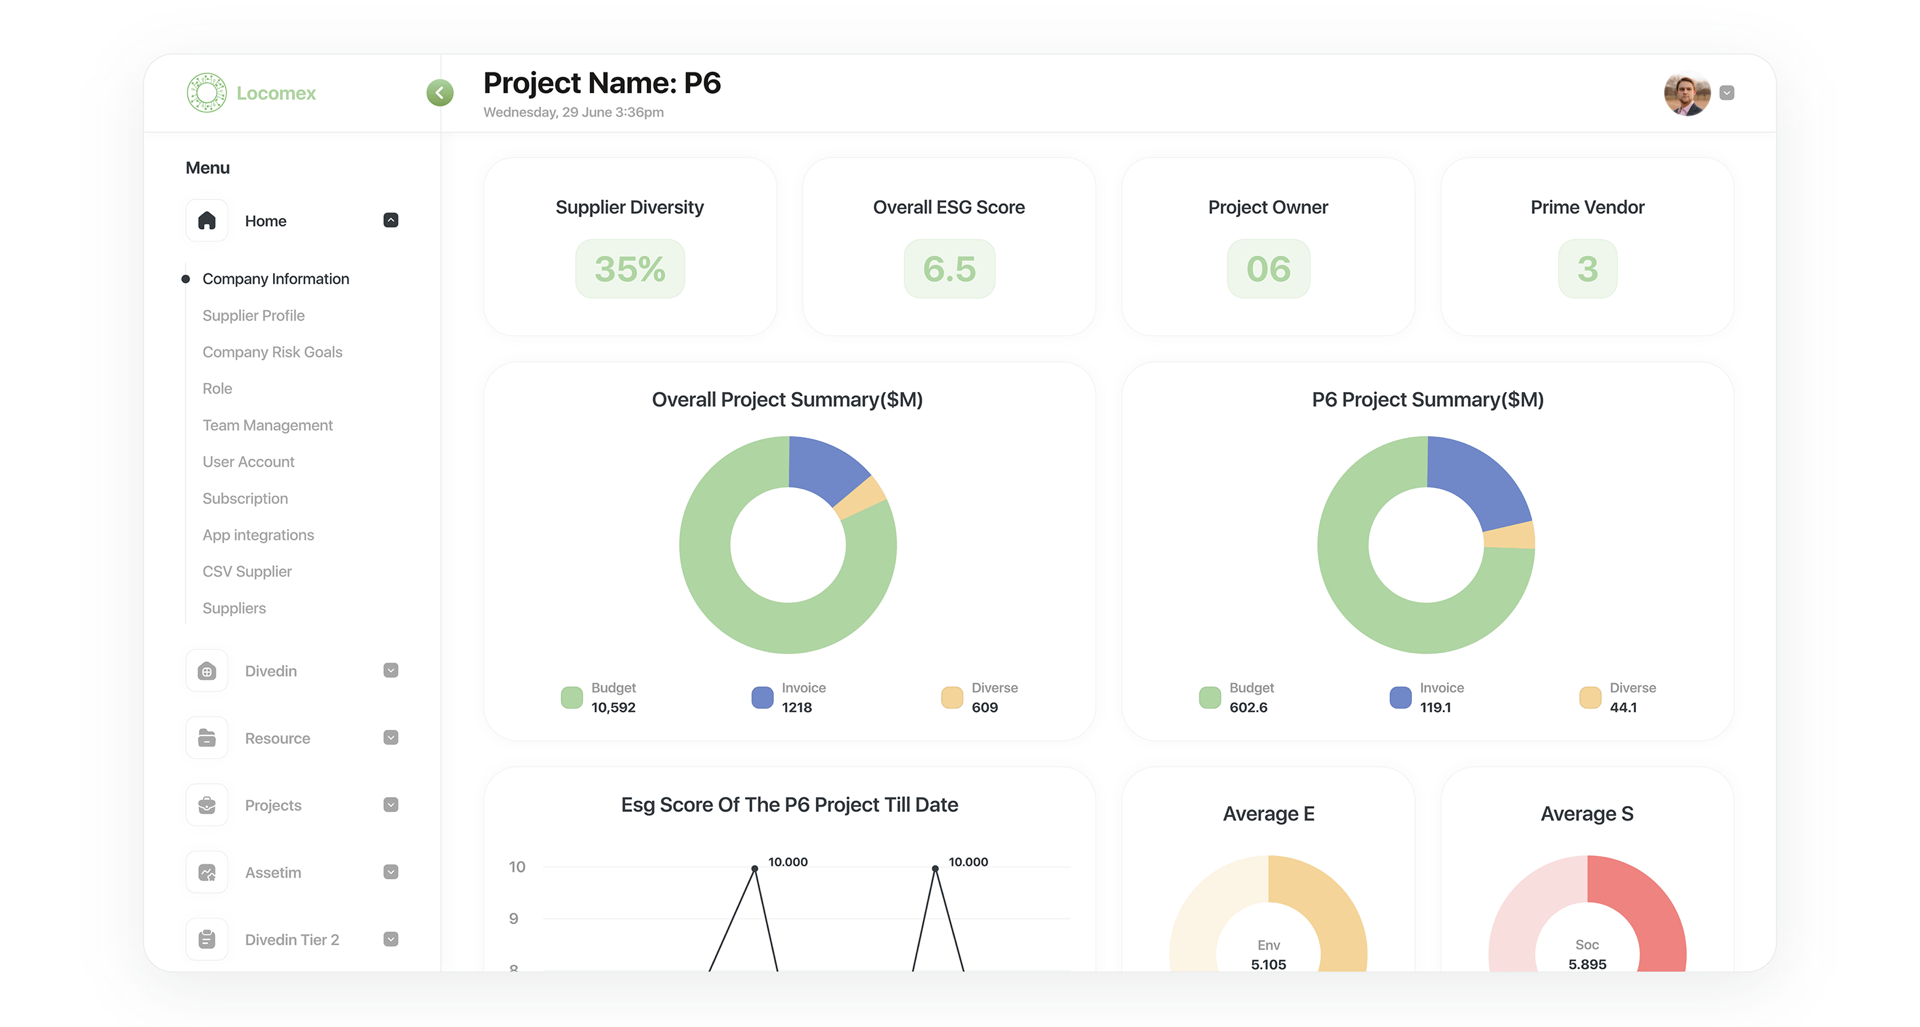 Locomex
Project Name: P6
Wednesday, 29 June 3:36pm
Menu
Home
Company Information
Supplier Profile
Company Risk Goals
Role
Team Management
User Account
Subscription
App integrations
CSV Supplier
Suppliers
Divedin
Resource
Projects
Assetim
Divedin Tier 2
Supplier Diversity
35%
Overall ESG Score
6.5
Project Owner
06
Prime Vendor
3
Overall Project Summary($M)
Budget
10,592
Invoice
1218
Diverse
609
P6 Project Summary($M)
Budget
602.6
Invoice
119.1
Diverse
44.1
Esg Score Of The P6 Project Till Date
10
9
8
10.000
10.000
Average E
Env
5.105
Average S
Soc
5.895